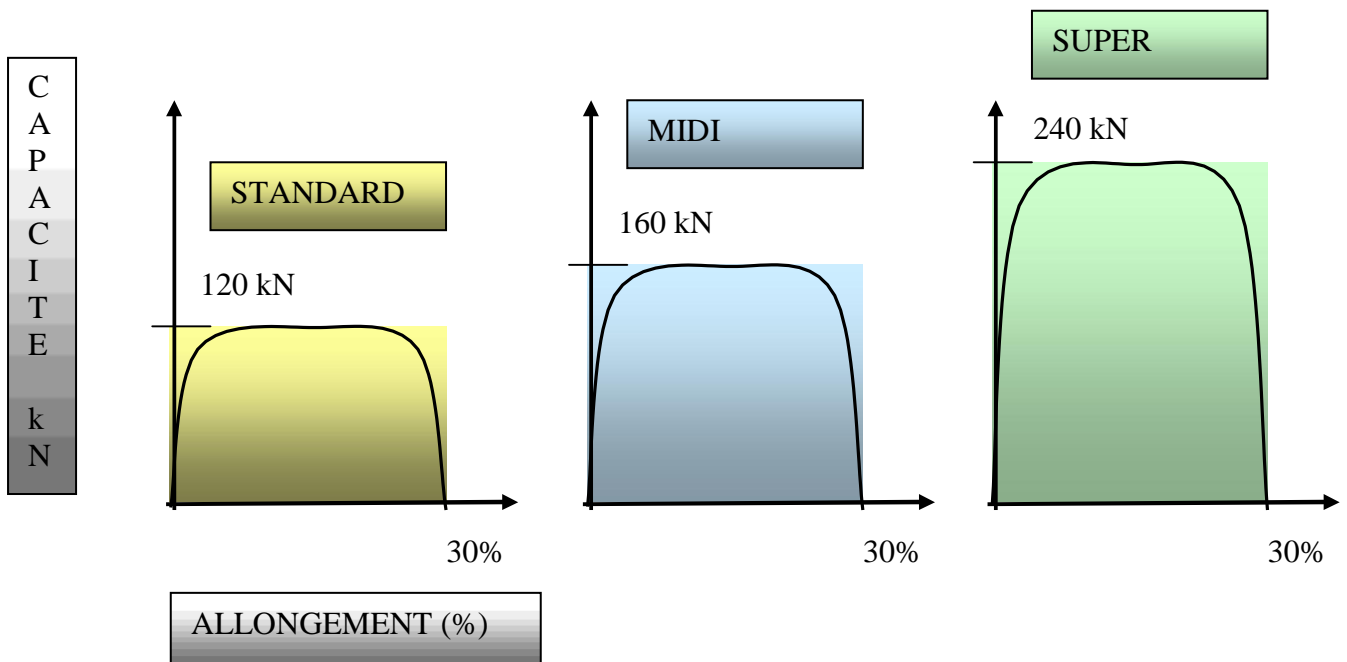 C
A
P
A
C
I
T
E
k
N
STANDARD
120 kN
30%
MIDI
160 kN
30%
SUPER
240 kN
30%
ALLONGEMENT (%)